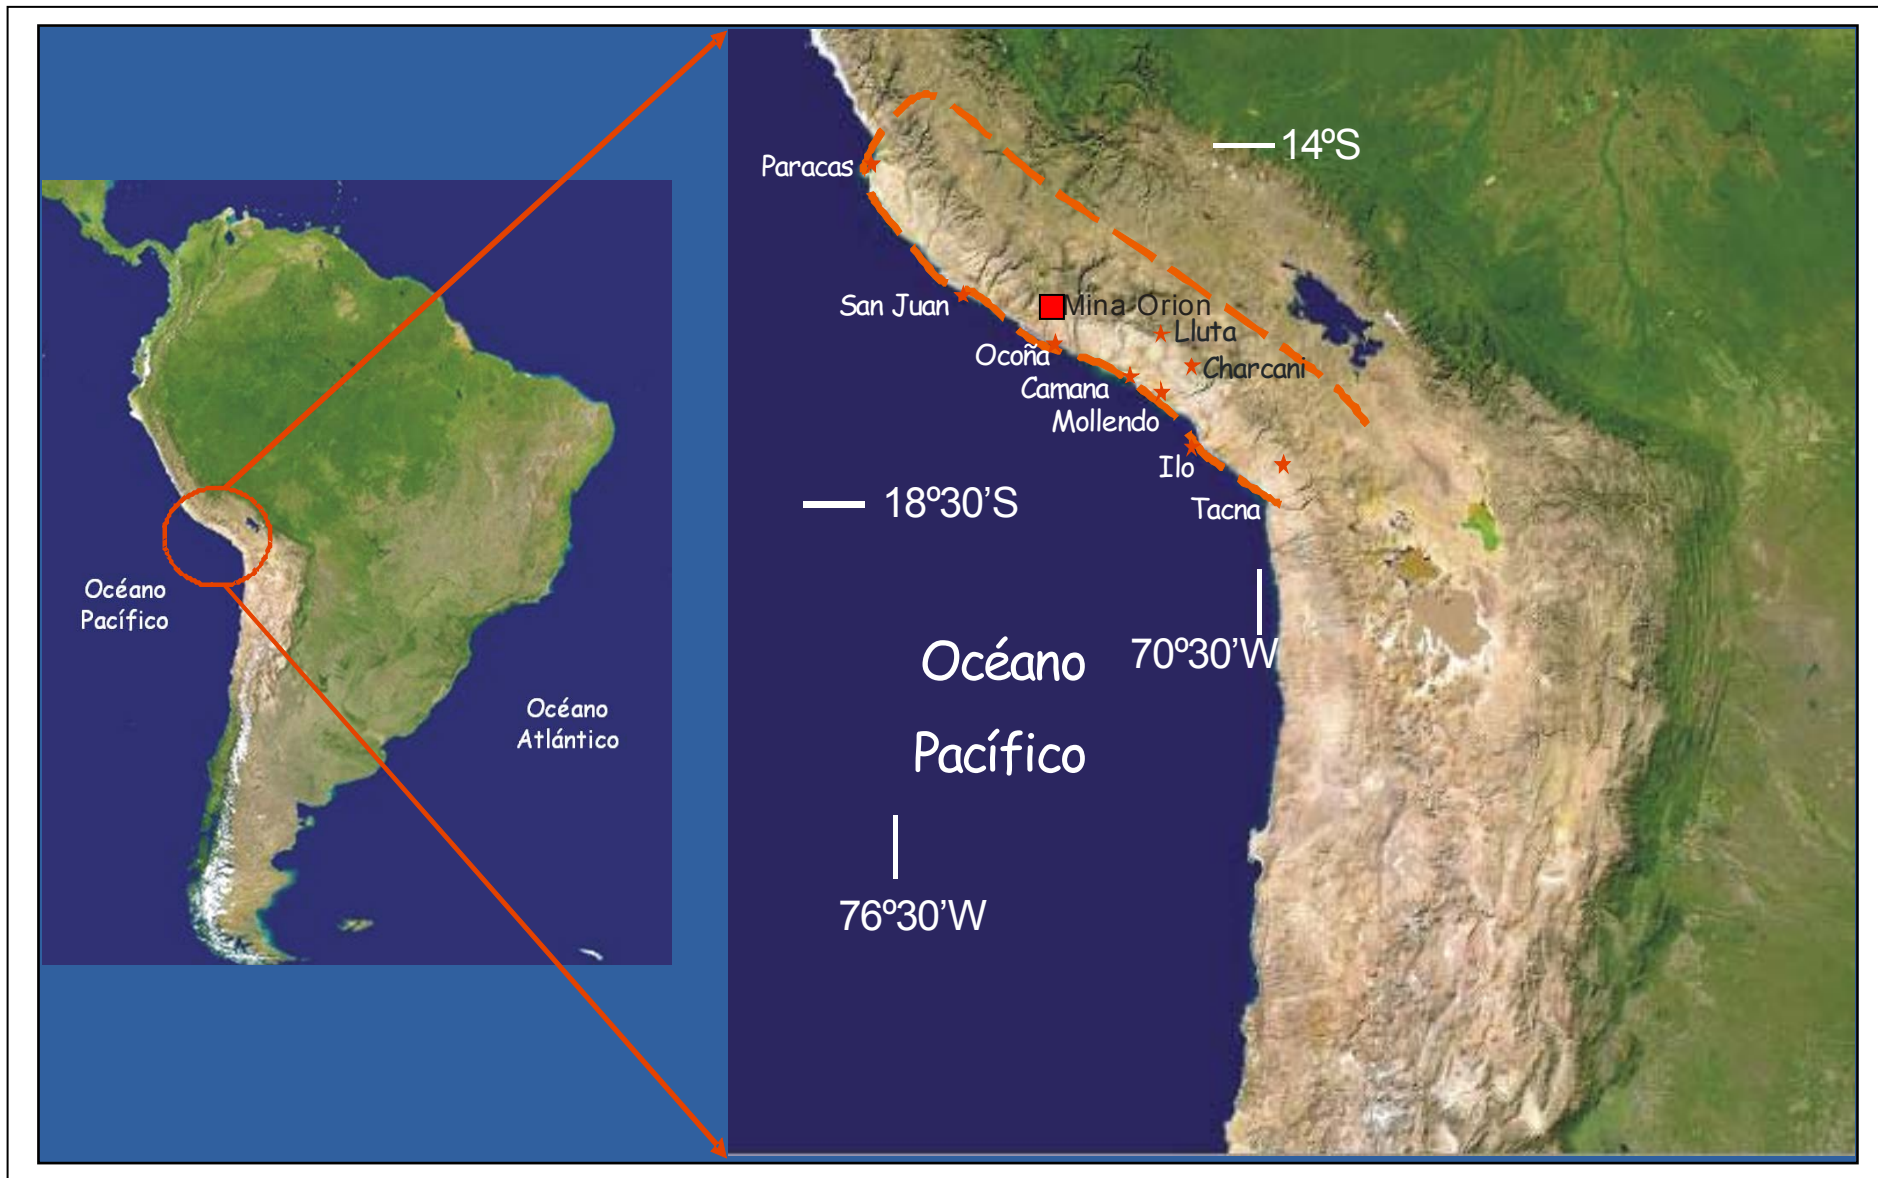 Océano
Pacífico
Océano
Atlántico
14ºS
Paracas
San Juan
Mina Orion
Lluta
Ocoña
Charcani
Camana
Mollendo
Ilo
18º30’S
Tacna
70º30’W
Océano
Pacífico
76º30’W